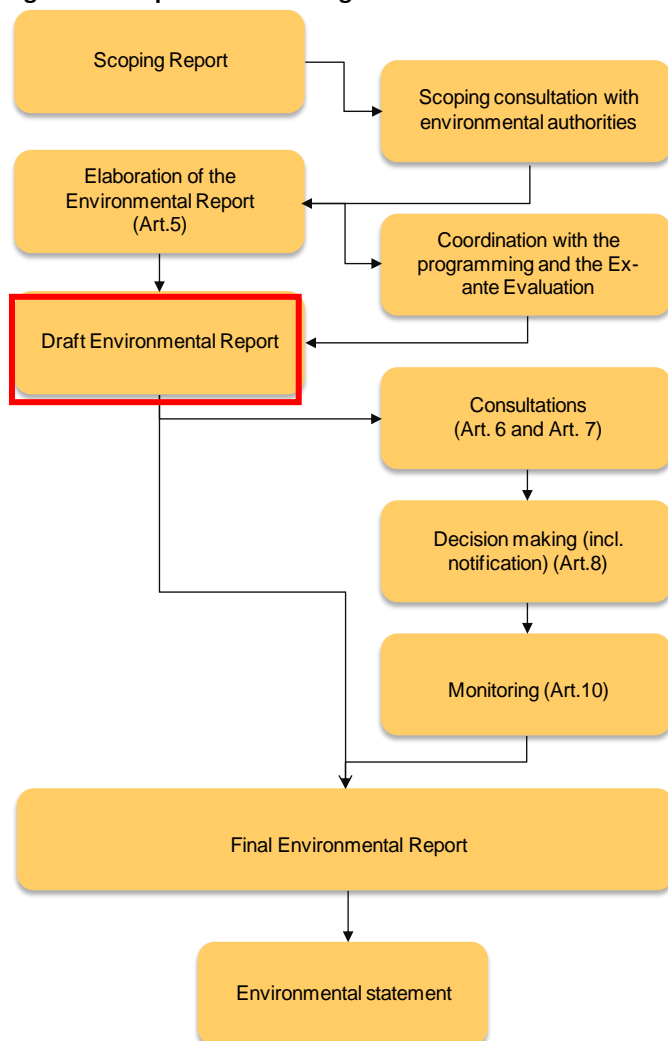 Scoping Report
Scoping consultation with
environmental authorities
Elaboration of the
Environmental Report
(Art.5)
Coordination with the
programming and the Ex-
ante Evaluation
Draft Environmental Report
Consultations
(Art. 6 and Art. 7)
Decision making (incl.
notification) (Art.8)
Monitoring (Art.10)
Final Environmental Report
Environmental statement